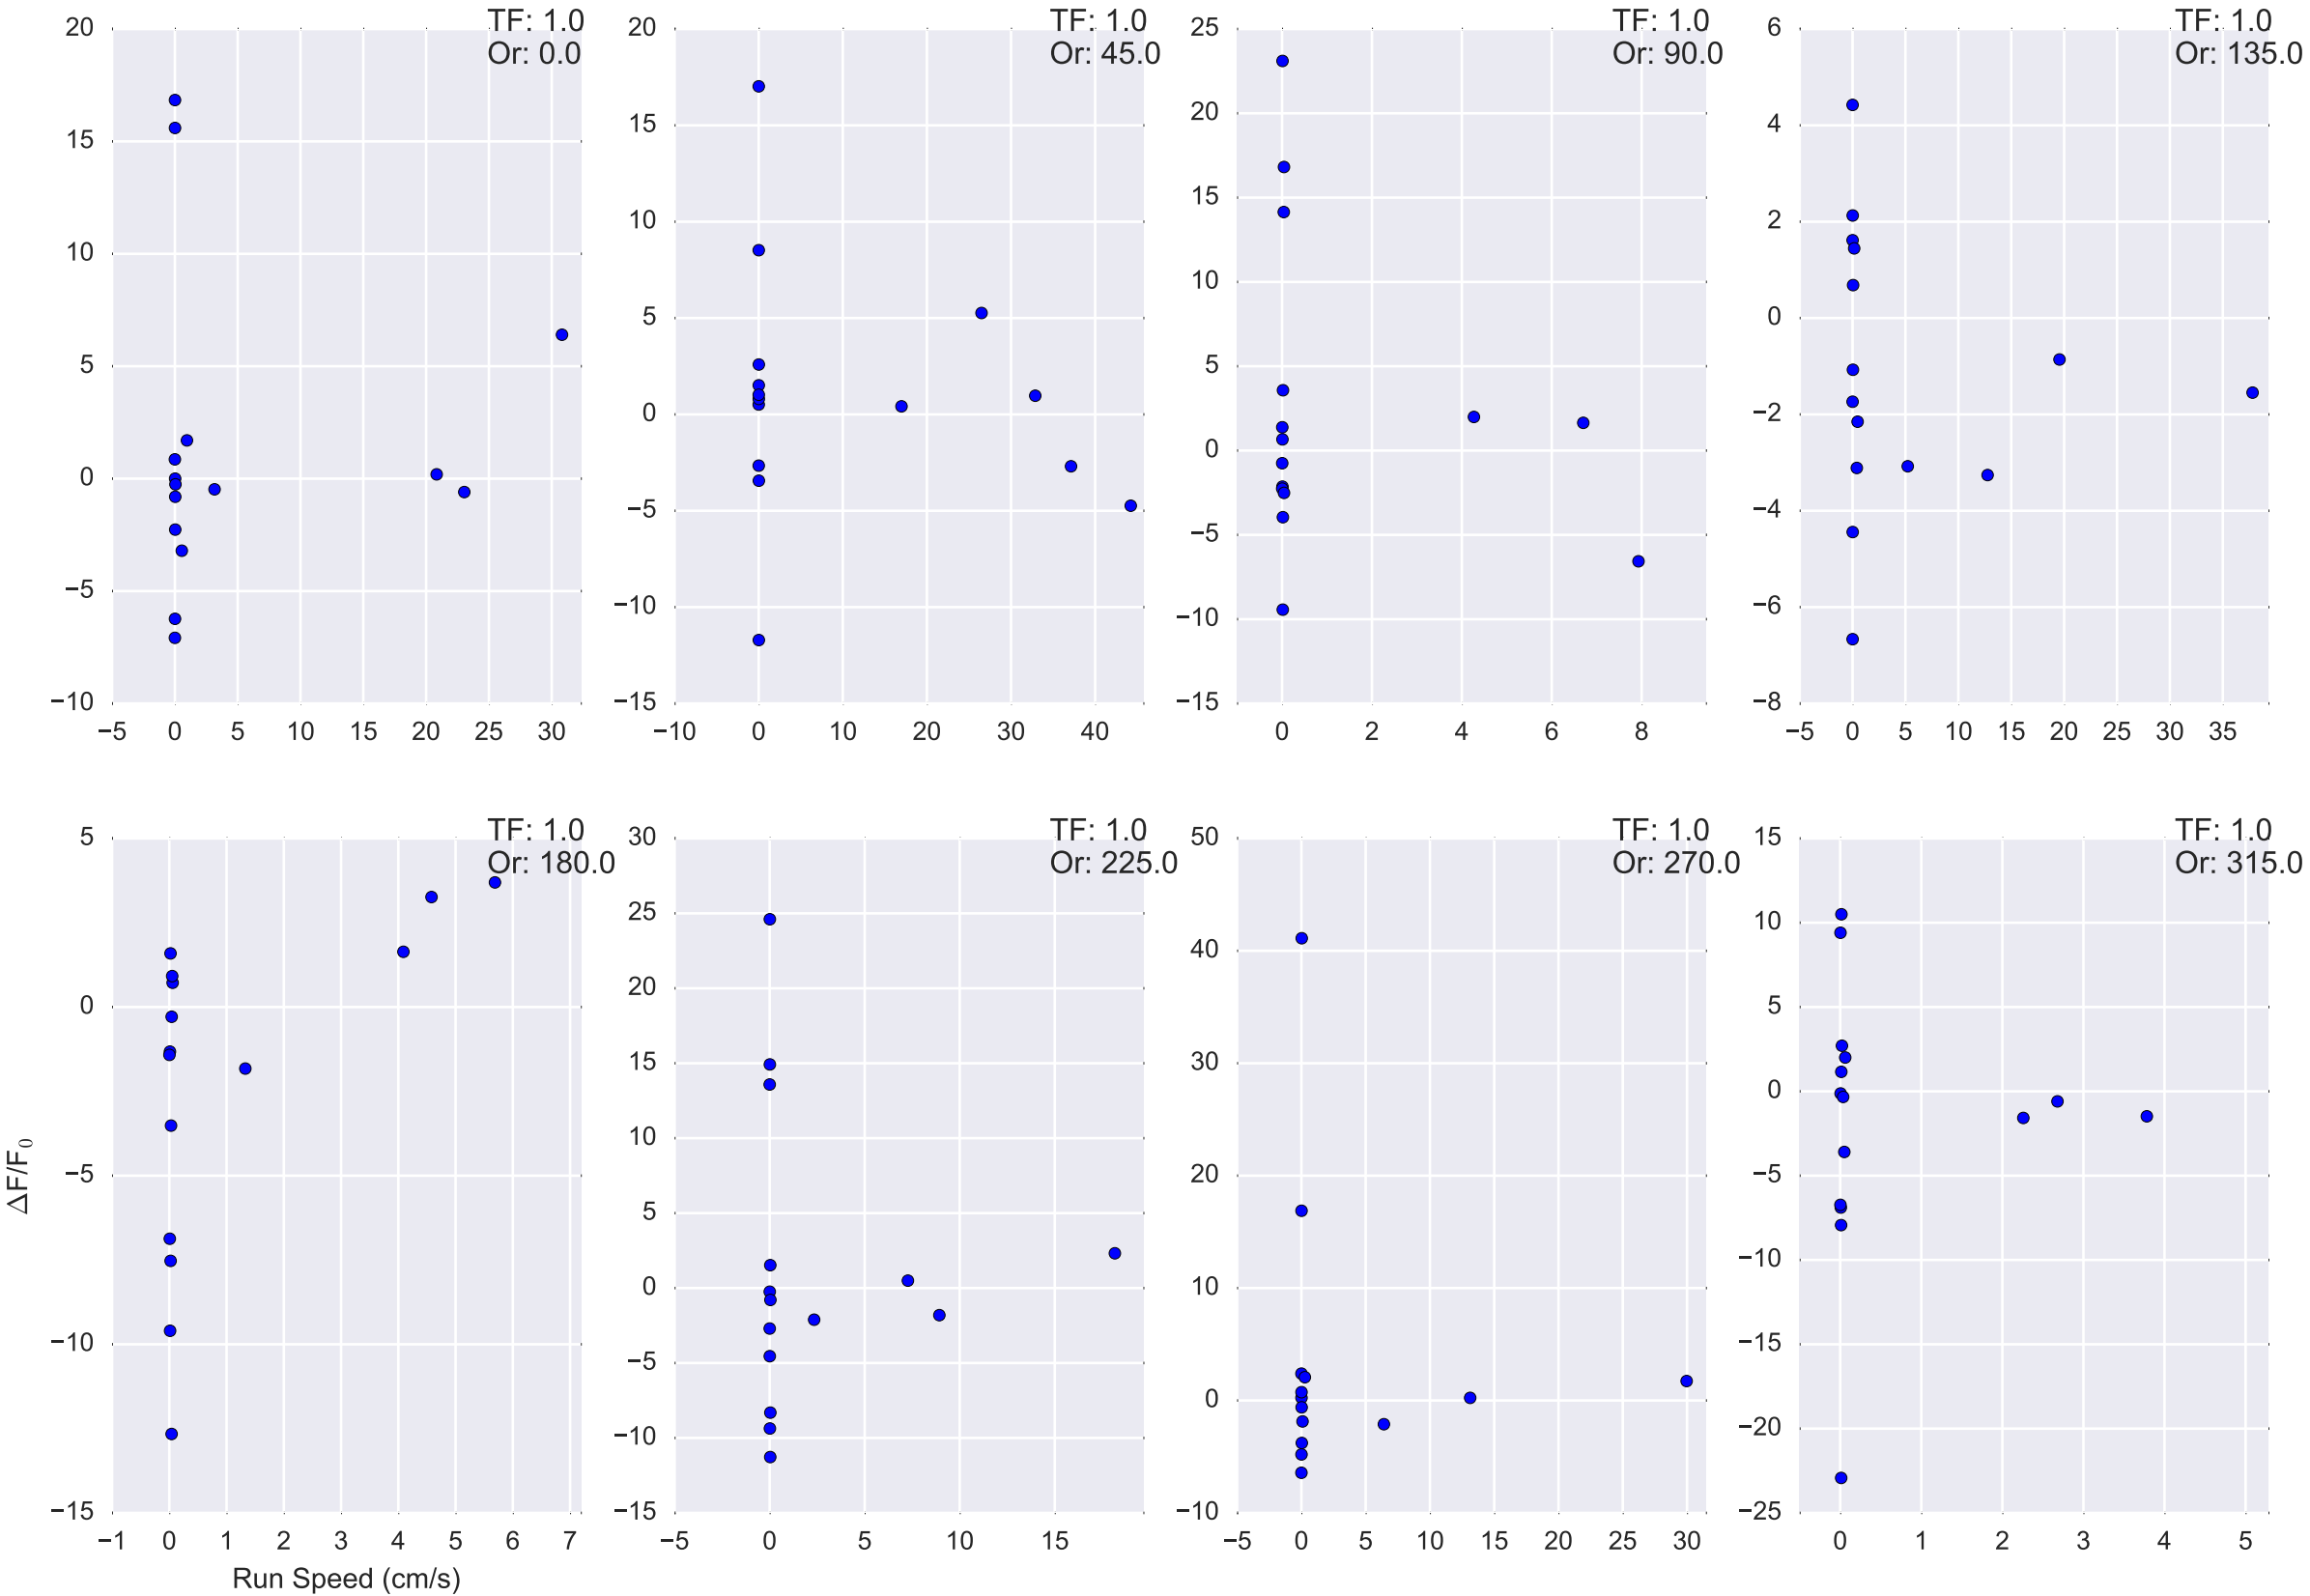 TF: 1.0
Or: 0.0
20
15
10
5
0
−5
−10
−5 0 5 10 15 20 25 30
TF: 1.0
Or: 45.0
20
15
10
5
0
−5
−10
−15
−10 0 10 20 30 40
TF: 1.0
Or: 90.0
25
20
15
10
5
0
−5
−10
−15
0 2 4 6 8
TF: 1.0
Or: 135.0
6
4
2
0
−2
−4
−6
−8
−5 0 5 10 15 20 25 30 35
TF: 1.0
Or: 180.0
5
0
−5
−10
−15
−1 0 1 2 3 4 5 6 7
Run Speed (cm/s)
ΔF/F₀
TF: 1.0
Or: 225.0
30
25
20
15
10
5
0
−5
−10
−15
−5 0 5 10 15
TF: 1.0
Or: 270.0
50
40
30
20
10
0
−10
−5 0 5 10 15 20 25 30
TF: 1.0
Or: 315.0
15
10
5
0
−5
−10
−15
−20
−25
0 1 2 3 4 5